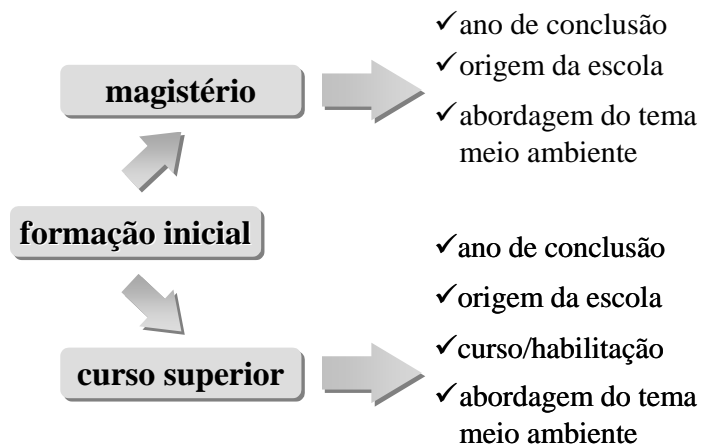 magistério
✓ano de conclusão
✓origem da escola
✓abordagem do tema
meio ambiente
formação inicial
curso superior
✓ano de conclusão
✓origem da escola
✓curso/habilitação
✓abordagem do tema
meio ambiente